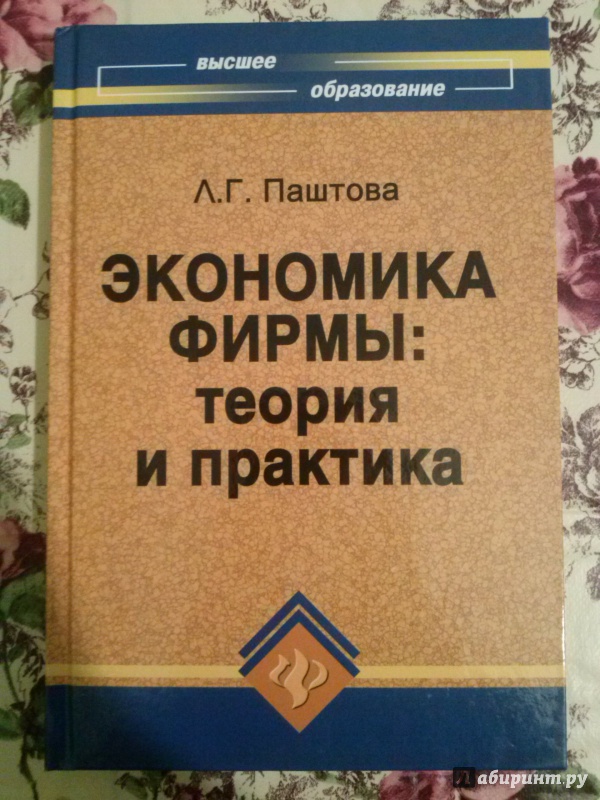 высшее
образование
Л.Г. Паштова
ЭКОНОМИКА
ФИРМЫ:
теория
и практика
Лабиринт.ру